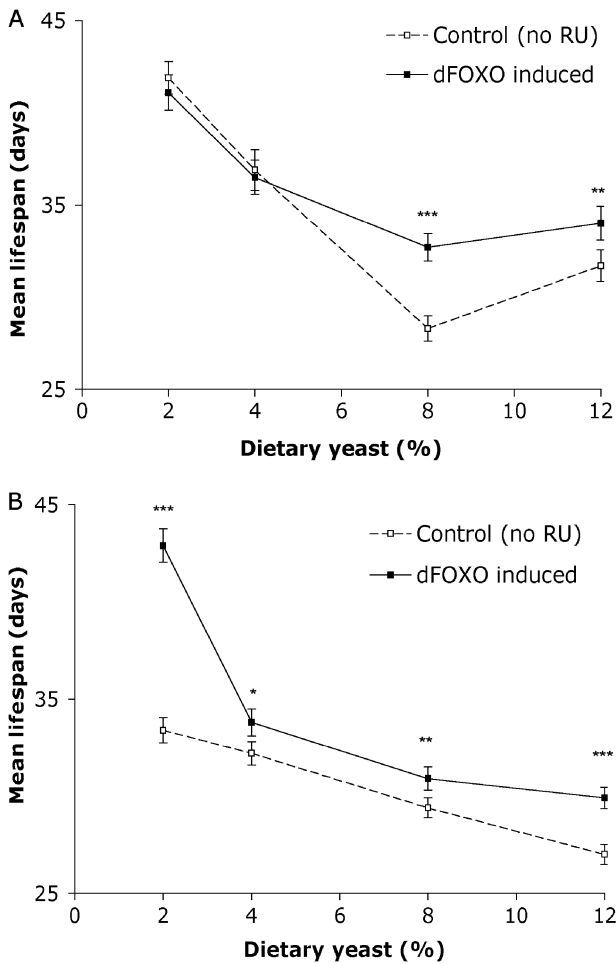 A
45
Control (no RU)
dFOXO induced
Mean lifespan (days)
35
***
**
25
0 2 4 6 8 10 12
Dietary yeast (%)
B
45
***
Control (no RU)
dFOXO induced
Mean lifespan (days)
35
*
**
***
25
0 2 4 6 8 10 12
Dietary yeast (%)